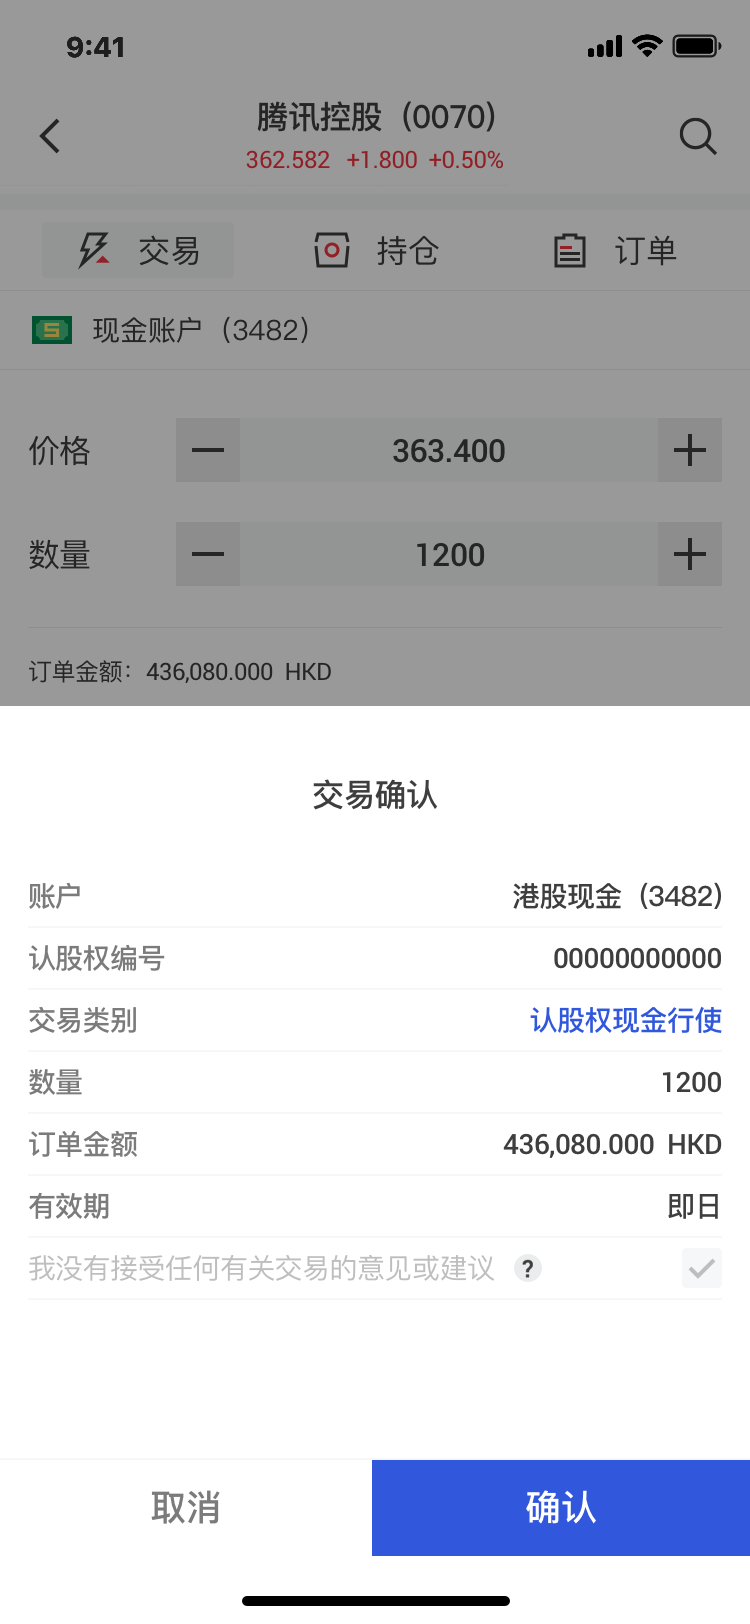 9:41
腾讯控股（0070）
362.582 +1.800 +0.50%
交易 持仓 订单
现金账户（3482）
价格 363.400
数量 1200
订单金额：436,080.000 HKD
交易确认
账户 港股现金（3482）
认股权编号 00000000000
交易类别 认股权现金行使
数量 1200
订单金额 436,080.000 HKD
有效期 即日
我没有接受任何有关交易的意见或建议 ?
取消 确认